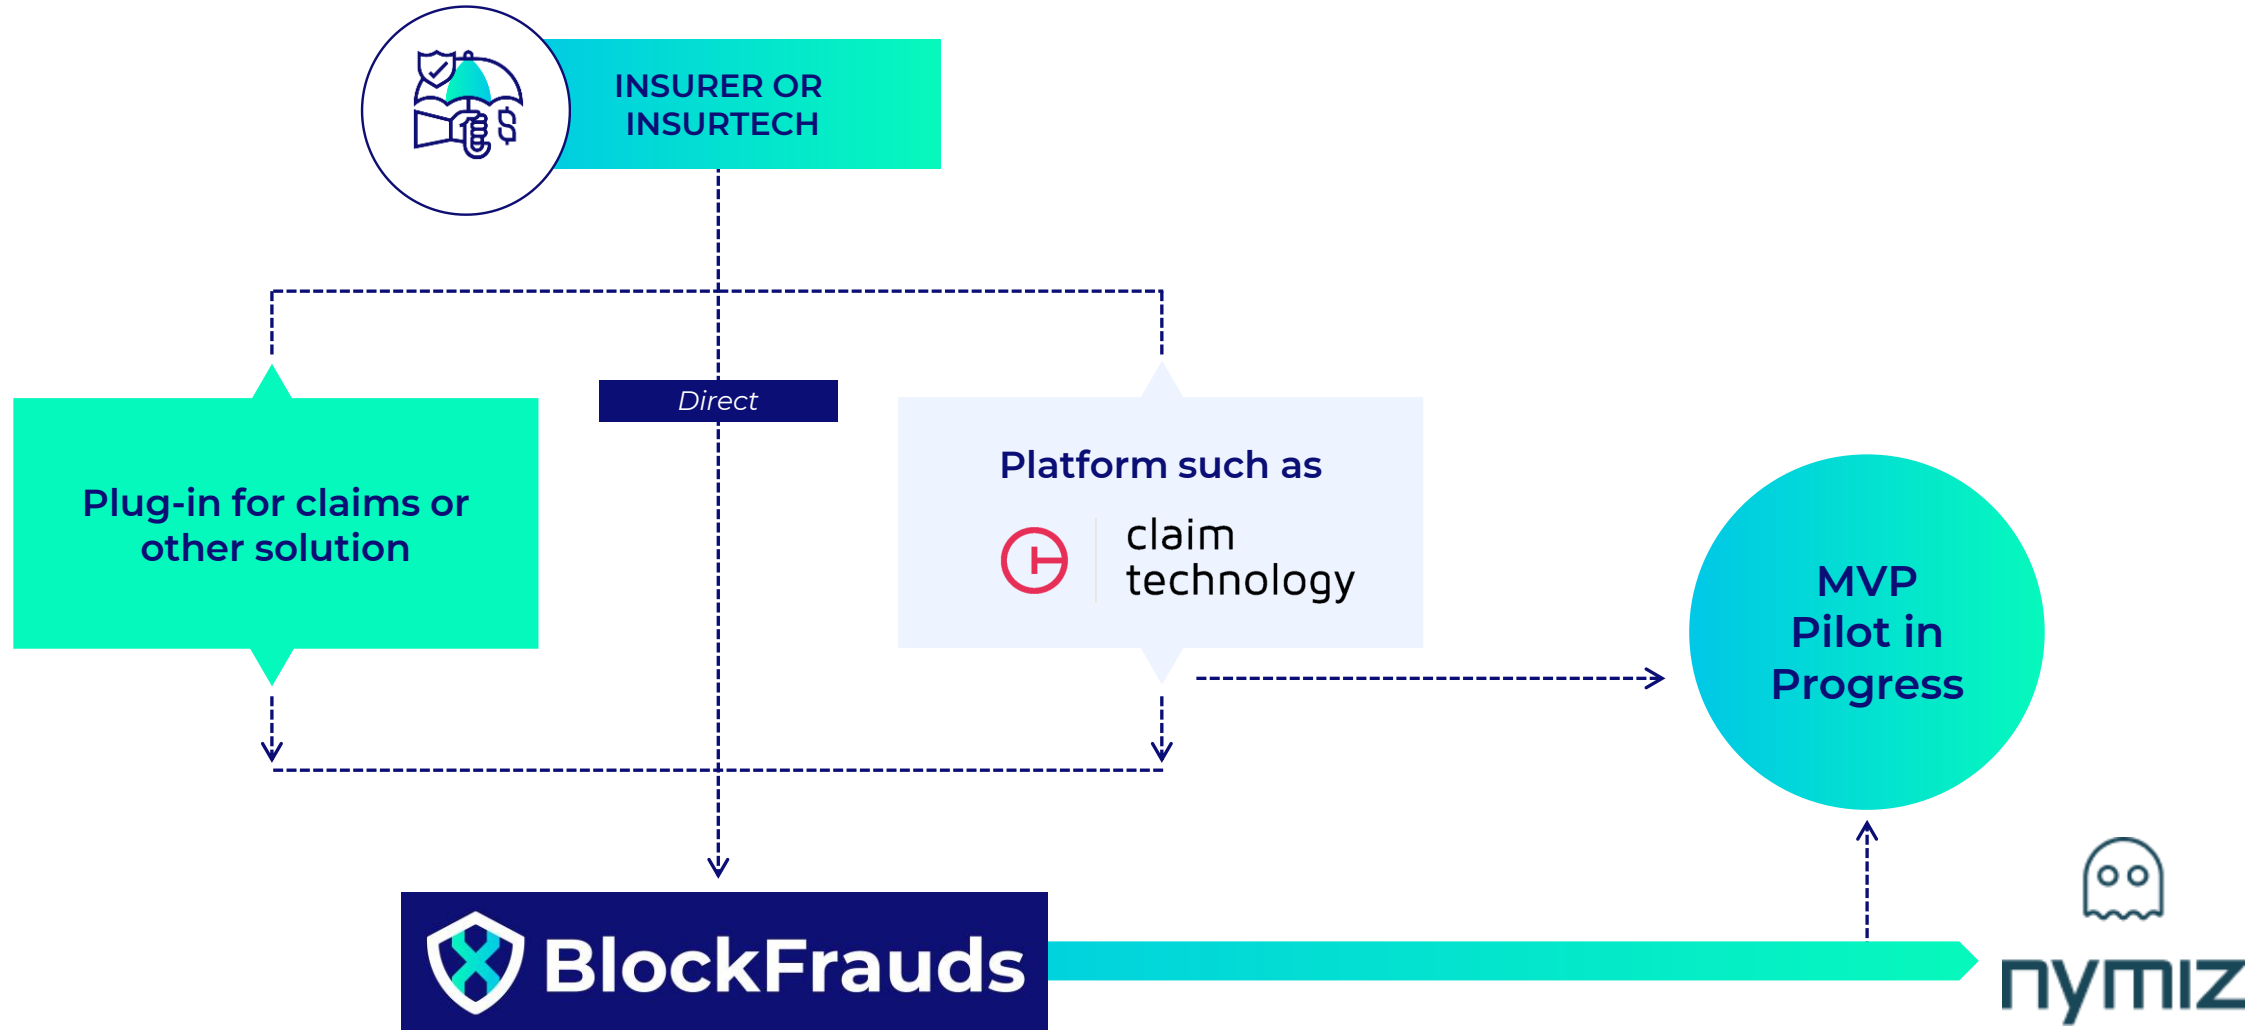 INSURER OR
INSURTECH
Direct
Plug-in for claims or
other solution
Platform such as
claim
technology
MVP
Pilot in
Progress
BlockFrauds
nymiz